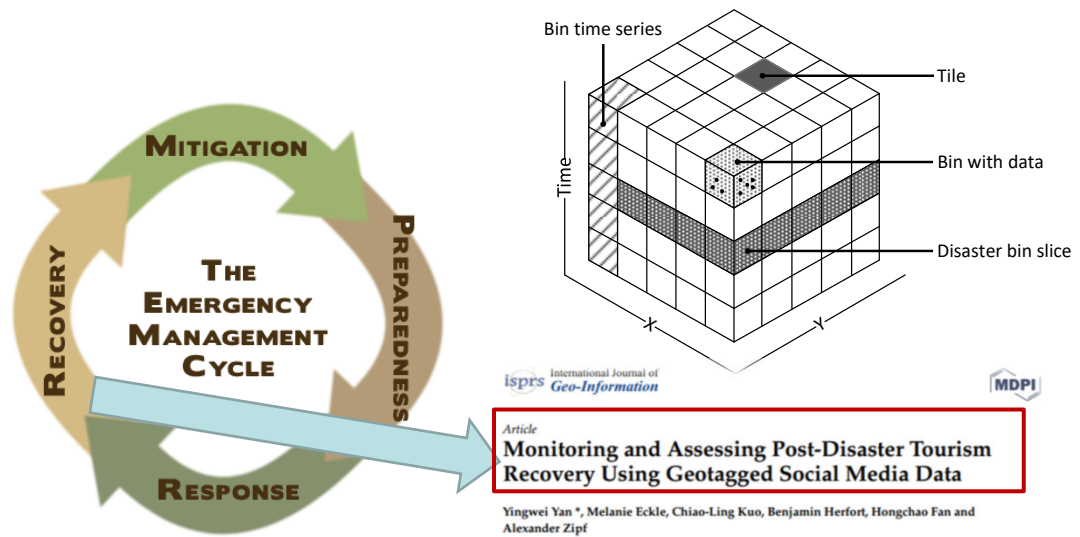 MITIGATION
PREPAREDNESS
RESPONSE
RECOVERY
THE
EMERGENCY
MANAGEMENT
CYCLE
Bin time series
Tile
Bin with data
Disaster bin slice
Time
X
Y
isprs International Journal of
Geo-Information
MDPI
Article
Monitoring and Assessing Post-Disaster Tourism
Recovery Using Geotagged Social Media Data
Yingwei Yan *, Melanie Eckle, Chiao-Ling Kuo, Benjamin Herfort, Hongchao Fan and
Alexander Zipf